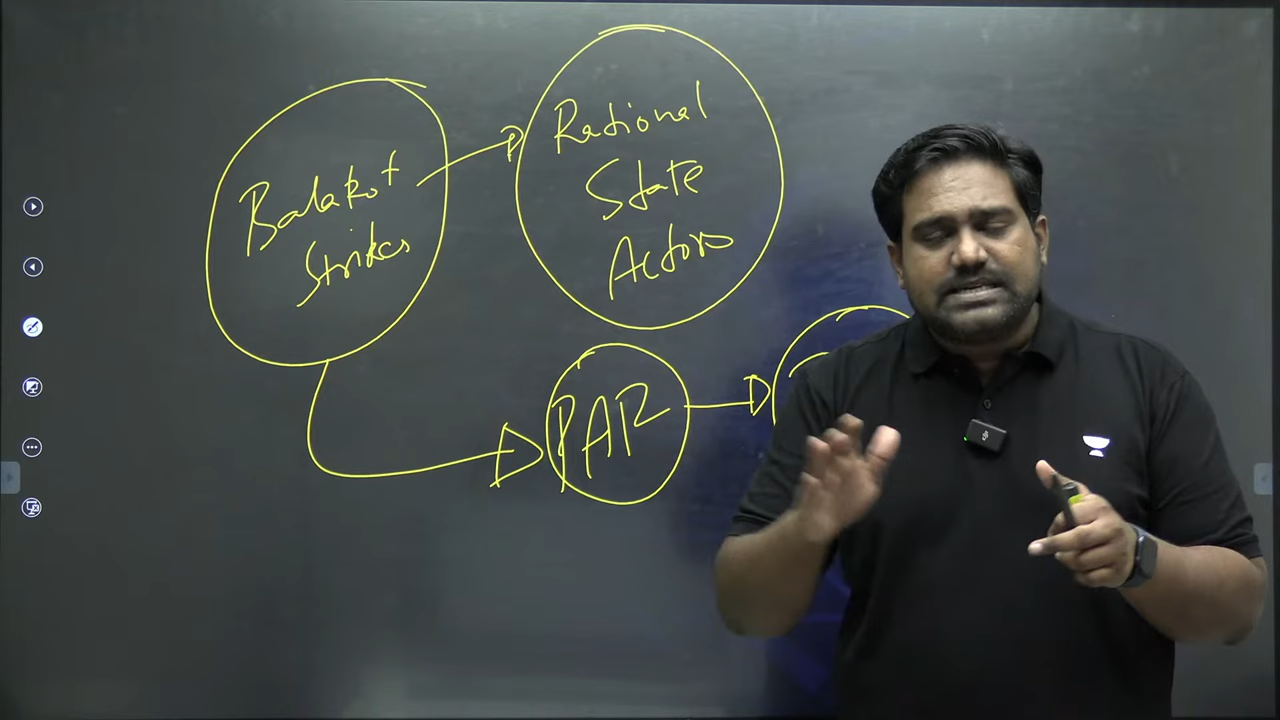 Balakot
Strikes
Rational
State
Actors
PAR